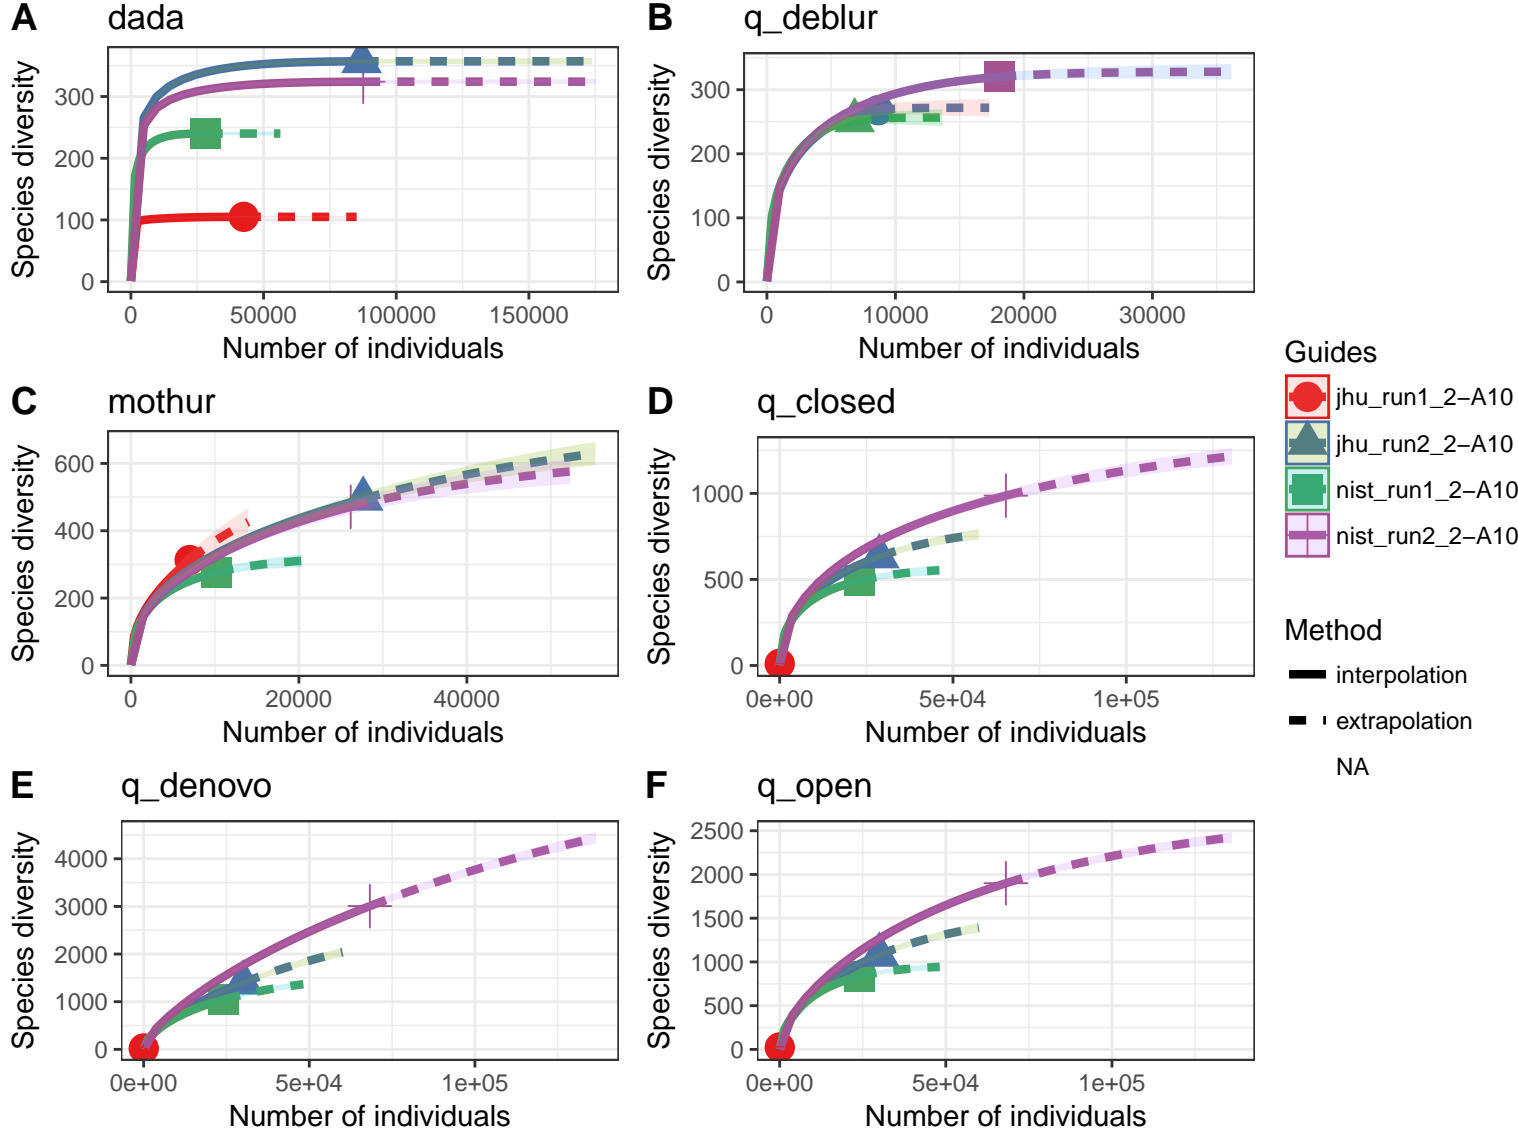 A dada
Species diversity
300
200
100
0
0 50000 100000 150000
Number of individuals
B q_deblur
Species diversity
300
200
100
0
0 10000 20000 30000
Number of individuals
C mothur
Species diversity
600
400
200
0
0 20000 40000
Number of individuals
D q_closed
Species diversity
1000
500
0
0e+00 5e+04 1e+05
Number of individuals
E q_denovo
Species diversity
4000
3000
2000
1000
0
0e+00 5e+04 1e+05
Number of individuals
F q_open
Species diversity
2500
2000
1500
1000
500
0
0e+00 5e+04 1e+05
Number of individuals
Guides
jhu_run1_2−A10
jhu_run2_2−A10
nist_run1_2−A10
nist_run2_2−A10
Method
interpolation
extrapolation
NA